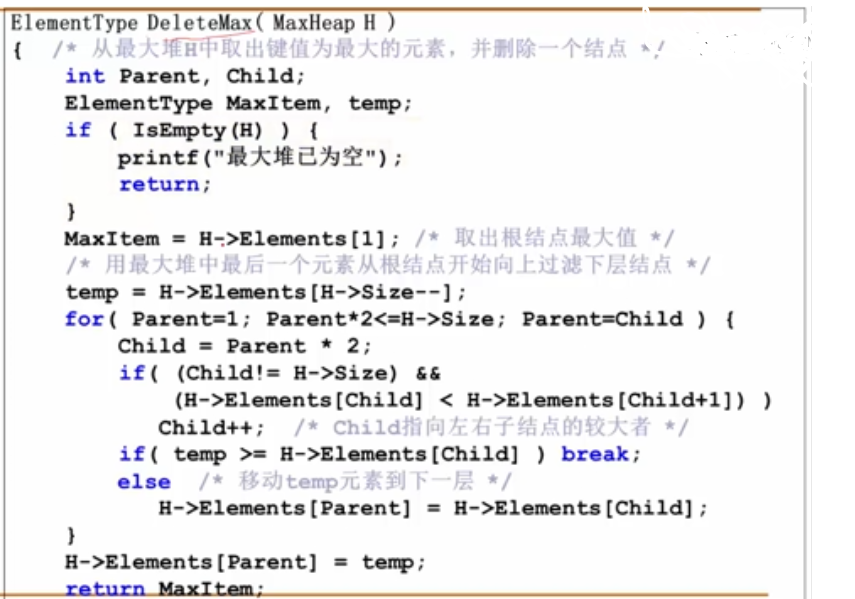 ElementType DeleteMax( MaxHeap H )
{ /* 从最大堆H中取出键值为最大的元素，并删除一个结点 */
int Parent, Child;
ElementType MaxItem, temp;
if ( IsEmpty(H) ) {
printf("最大堆已为空");
return;
}
MaxItem = H->Elements[1]; /* 取出根结点最大值 */
/* 用最大堆中最后一个元素从根结点开始向上过滤下层结点 */
temp = H->Elements[H->Size--];
for( Parent=1; Parent*2<=H->Size; Parent=Child ) {
Child = Parent * 2;
if( (Child!= H->Size) &&
(H->Elements[Child] < H->Elements[Child+1]) )
Child++; /* Child指向左右子结点的较大者 */
if( temp >= H->Elements[Child] ) break;
else /* 移动temp元素到下一层 */
H->Elements[Parent] = H->Elements[Child];
}
H->Elements[Parent] = temp;
return MaxItem;